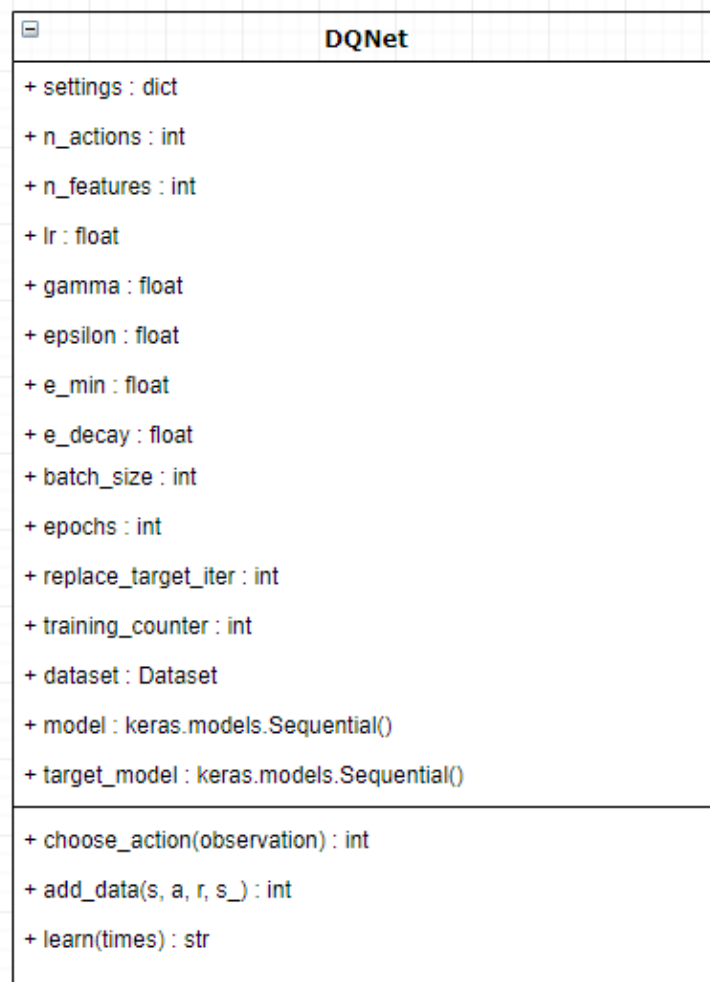 DQNet
+ settings : dict
+ n_actions : int
+ n_features : int
+ lr : float
+ gamma : float
+ epsilon : float
+ e_min : float
+ e_decay : float
+ batch_size : int
+ epochs : int
+ replace_target_iter : int
+ training_counter : int
+ dataset : Dataset
+ model : keras.models.Sequential()
+ target_model : keras.models.Sequential()
+ choose_action(observation) : int
+ add_data(s, a, r, s_) : int
+ learn(times) : str